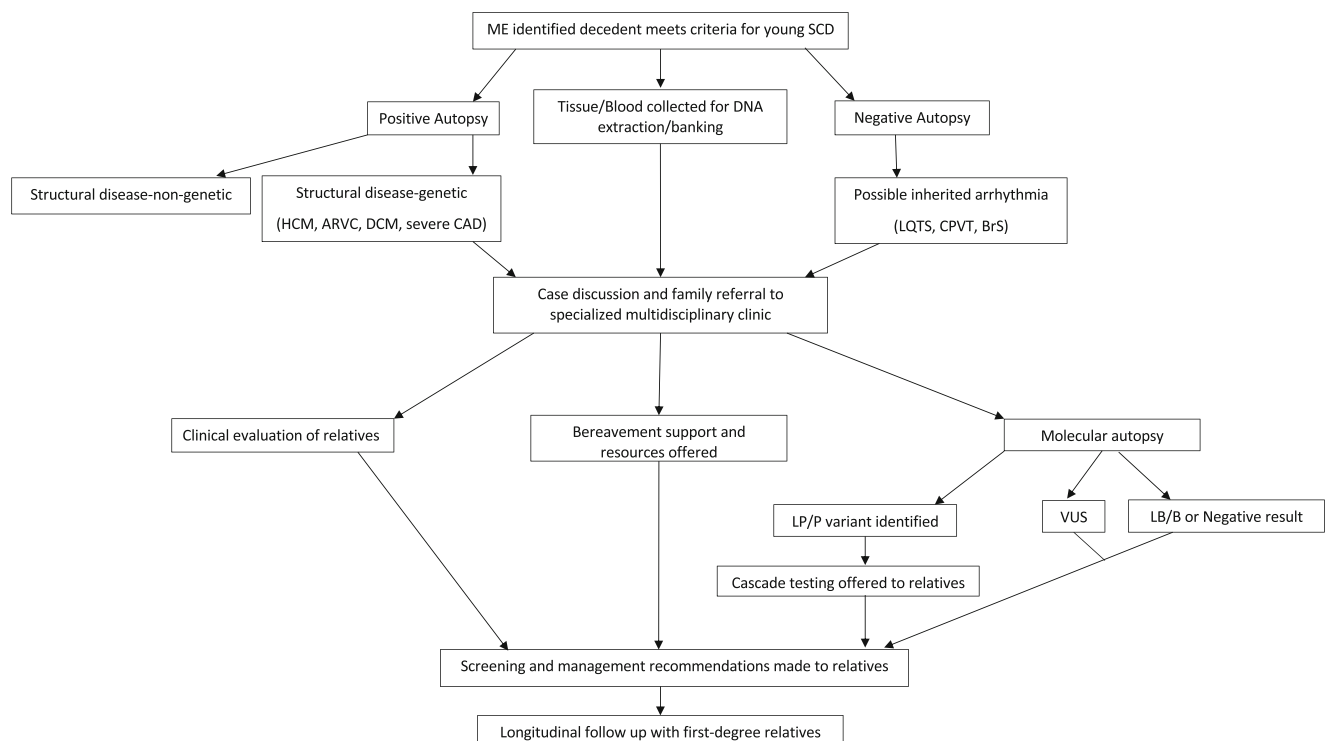 ME identified decedent meets criteria for young SCD
Positive Autopsy
Tissue/Blood collected for DNA
extraction/banking
Negative Autopsy
Structural disease-non-genetic
Structural disease-genetic
(HCM, ARVC, DCM, severe CAD)
Possible inherited arrhythmia
(LQTS, CPVT, BrS)
Case discussion and family referral to
specialized multidisciplinary clinic
Clinical evaluation of relatives
Bereavement support and
resources offered
Molecular autopsy
LP/P variant identified
VUS
LB/B or Negative result
Cascade testing offered to relatives
Screening and management recommendations made to relatives
Longitudinal follow up with first-degree relatives